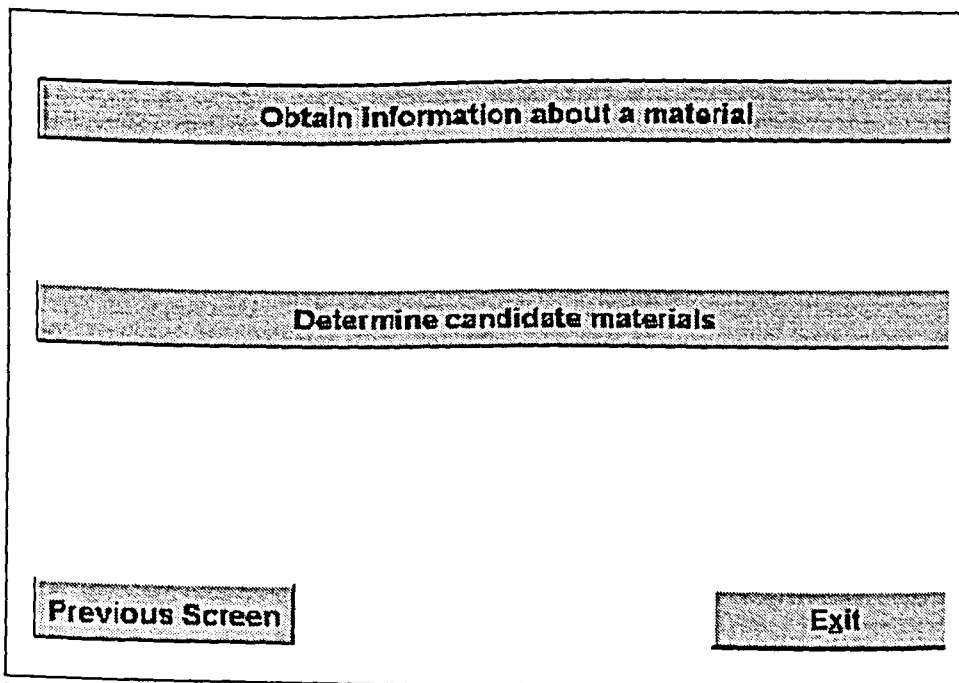 Obtain information about a material
Determine candidate materials
Previous Screen
Exit